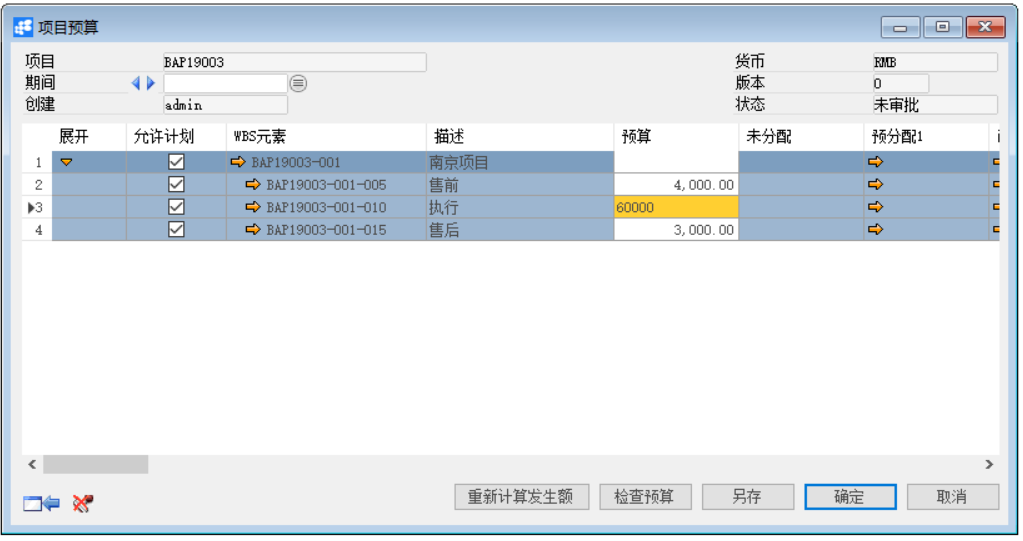 项目预算
项目 BAP19003 货币 RMB
期间 版本 0
创建 admin 状态 未审批
展开 允许计划 WBS元素 描述 预算 未分配 预分配1
1 BAP19003-001 南京项目
2 BAP19003-001-005 售前 4,000.00
3 BAP19003-001-010 执行 60000
4 BAP19003-001-015 售后 3,000.00
重新计算发生额 检查预算 另存 确定 取消